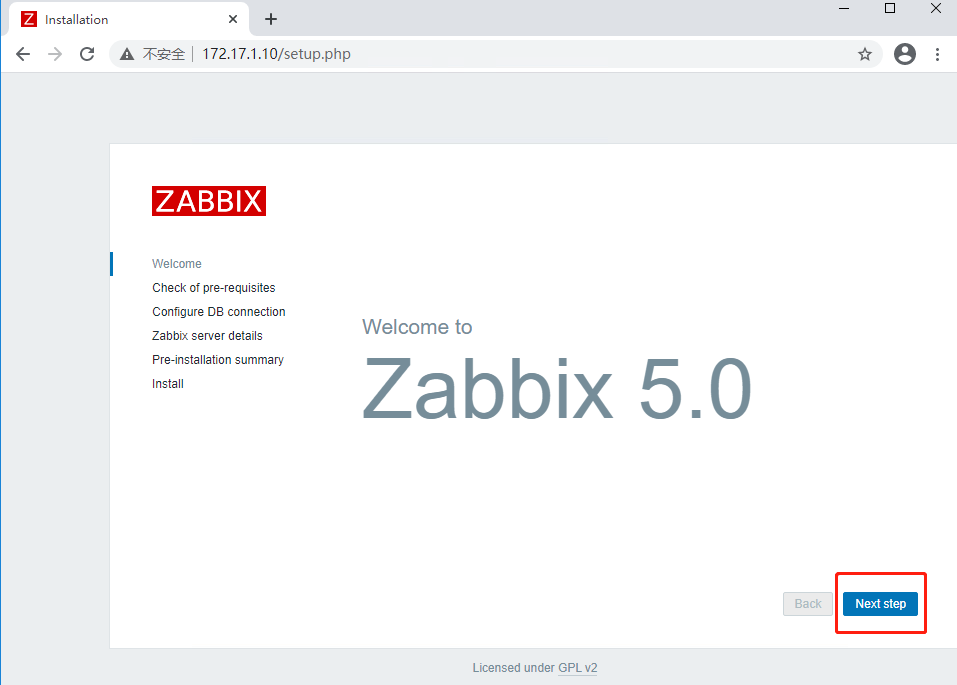 Z Installation
不安全 172.17.1.10/setup.php
ZABBIX
Welcome
Check of pre-requisites
Configure DB connection
Zabbix server details
Pre-installation summary
Install
Welcome to
Zabbix 5.0
Back Next step
Licensed under GPL v2